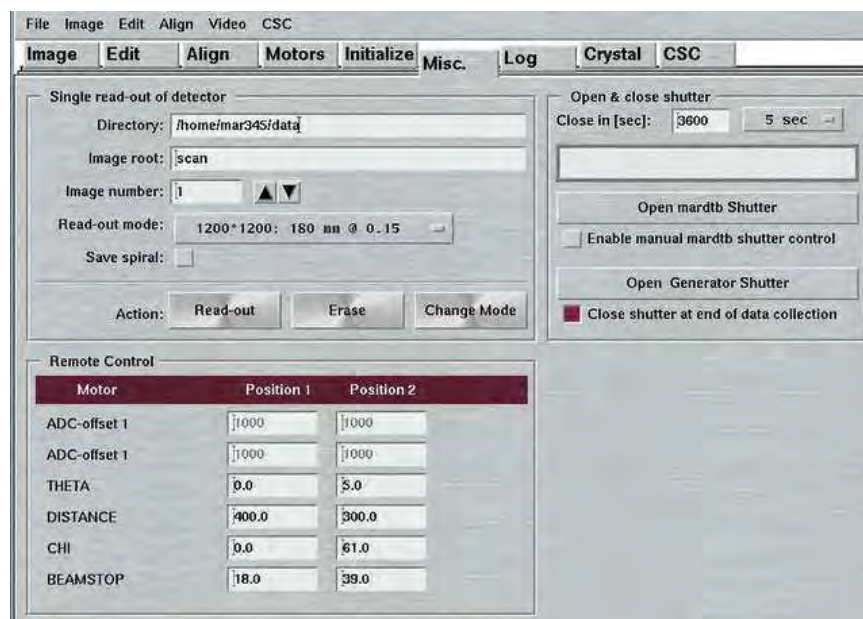 File Image Edit Align Video CSC
Image Edit Align Motors Initialize Misc. Log Crystal CSC
Single read-out of detector
Directory: /home/mar345/data
Image root: scan
Image number: 1
Read-out mode: 1200*1200: 180 mm @ 0.15
Save spiral:
Action: Read-out Erase Change Mode
Open & close shutter
Close in [sec]: 3600 5 sec
Open mardtb Shutter
Enable manual mardtb shutter control
Open Generator Shutter
Close shutter at end of data collection
Remote Control
Motor Position 1 Position 2
ADC-offset 1 1000 1000
ADC-offset 1 1000 1000
THETA 0.0 5.0
DISTANCE 400.0 300.0
CHI 0.0 61.0
BEAMSTOP 18.0 39.0